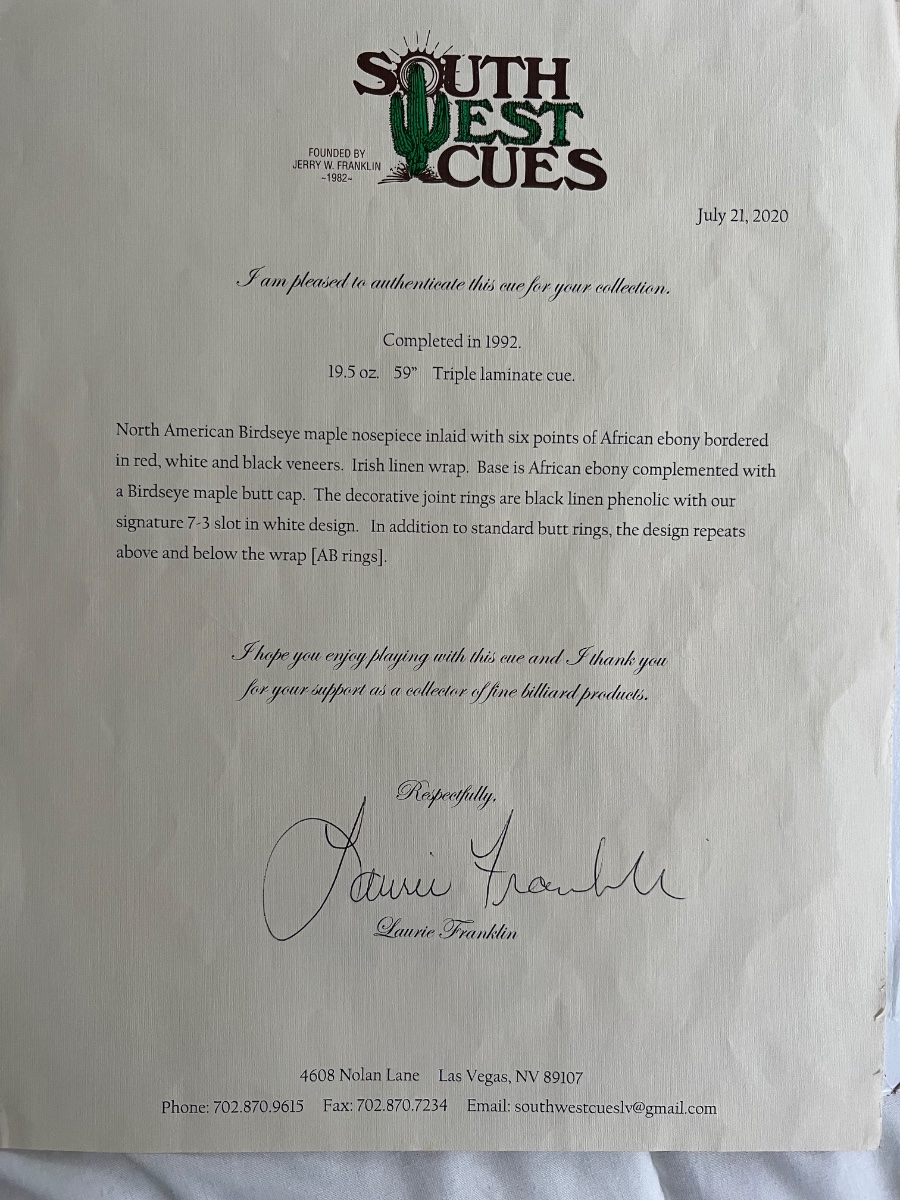 SOUTH
WEST
CUES
FOUNDED BY
JERRY W. FRANKLIN
~1982~
July 21, 2020
I am pleased to authenticate this cue for your collection.
Completed in 1992.
19.5 oz. 59” Triple laminate cue.
North American Birdseye maple nosepiece inlaid with six points of African ebony bordered
in red, white and black veneers. Irish linen wrap. Base is African ebony complemented with
a Birdseye maple butt cap. The decorative joint rings are black linen phenolic with our
signature 7-3 slot in white design. In addition to standard butt rings, the design repeats
above and below the wrap [AB rings].
I hope you enjoy playing with this cue and I thank you
for your support as a collector of fine billiard products.
Respectfully,
Laurie Franklin
Laurie Franklin
4608 Nolan Lane Las Vegas, NV 89107
Phone: 702.870.9615 Fax: 702.870.7234 Email: southwestcueslv@gmail.com